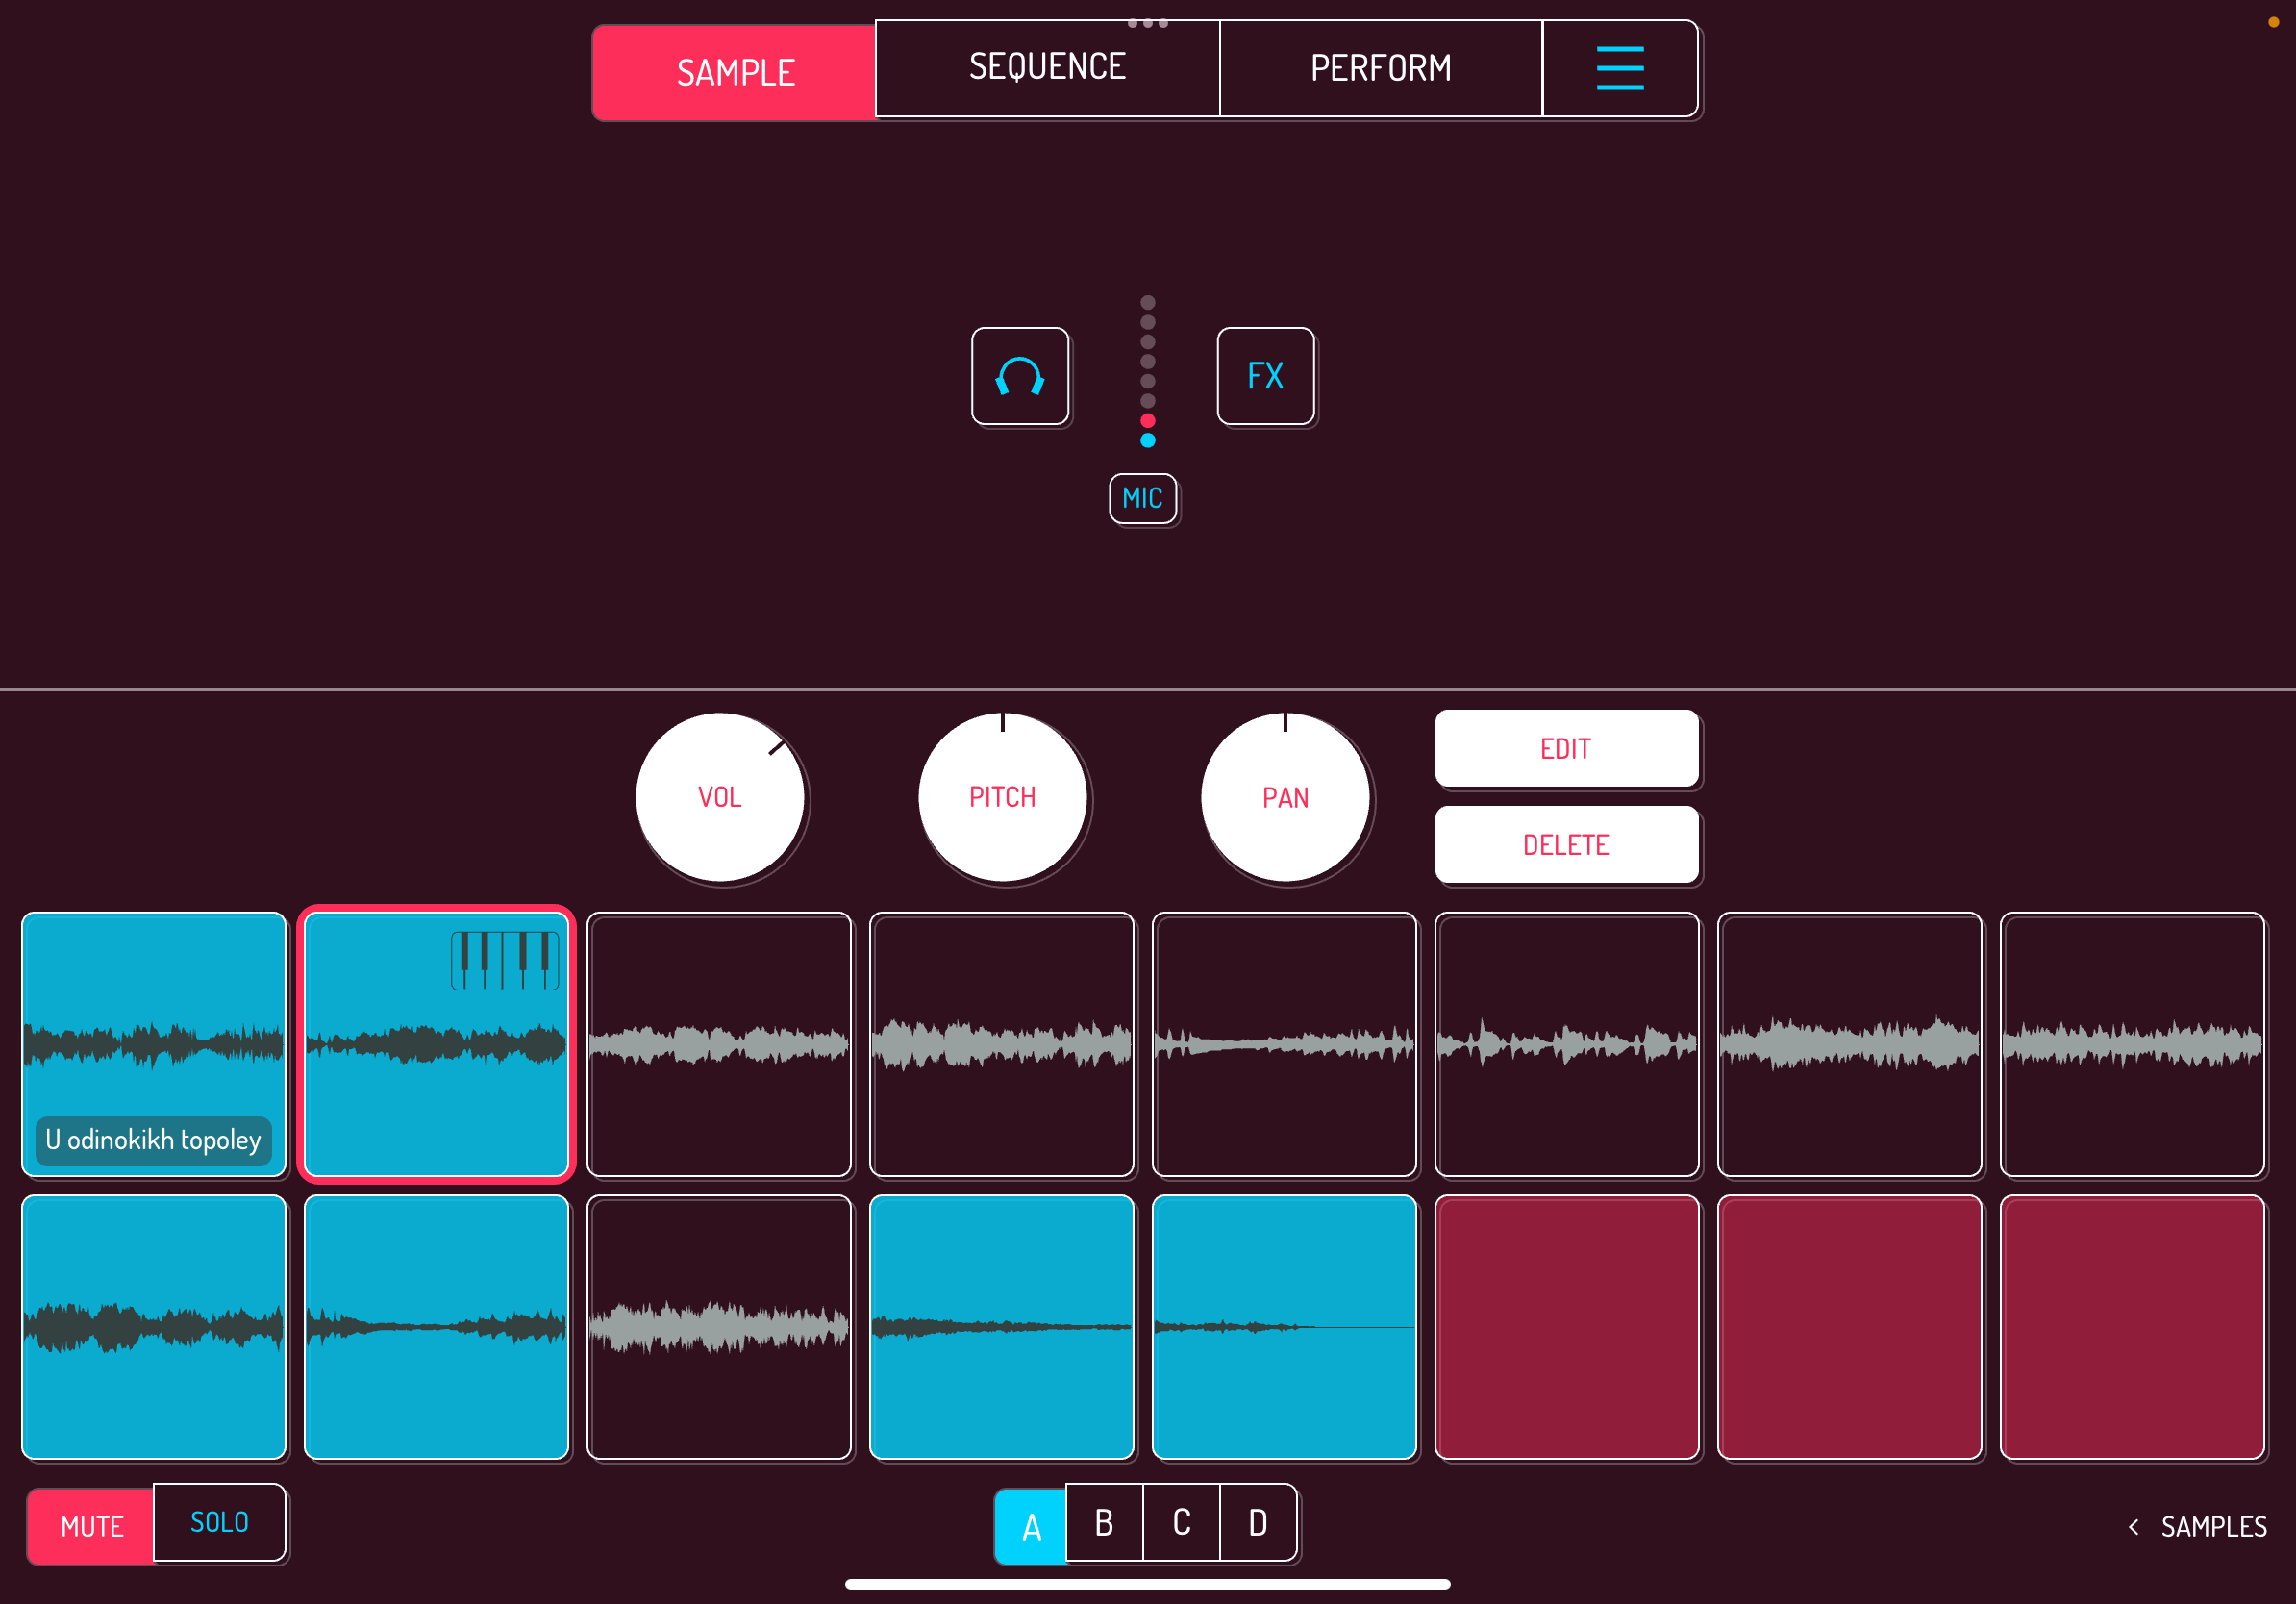 SAMPLE
SEQUENCE
PERFORM
FX
MIC
VOL
PITCH
PAN
EDIT
DELETE
U odinokikh topoley
MUTE
SOLO
A
B
C
D
< SAMPLES